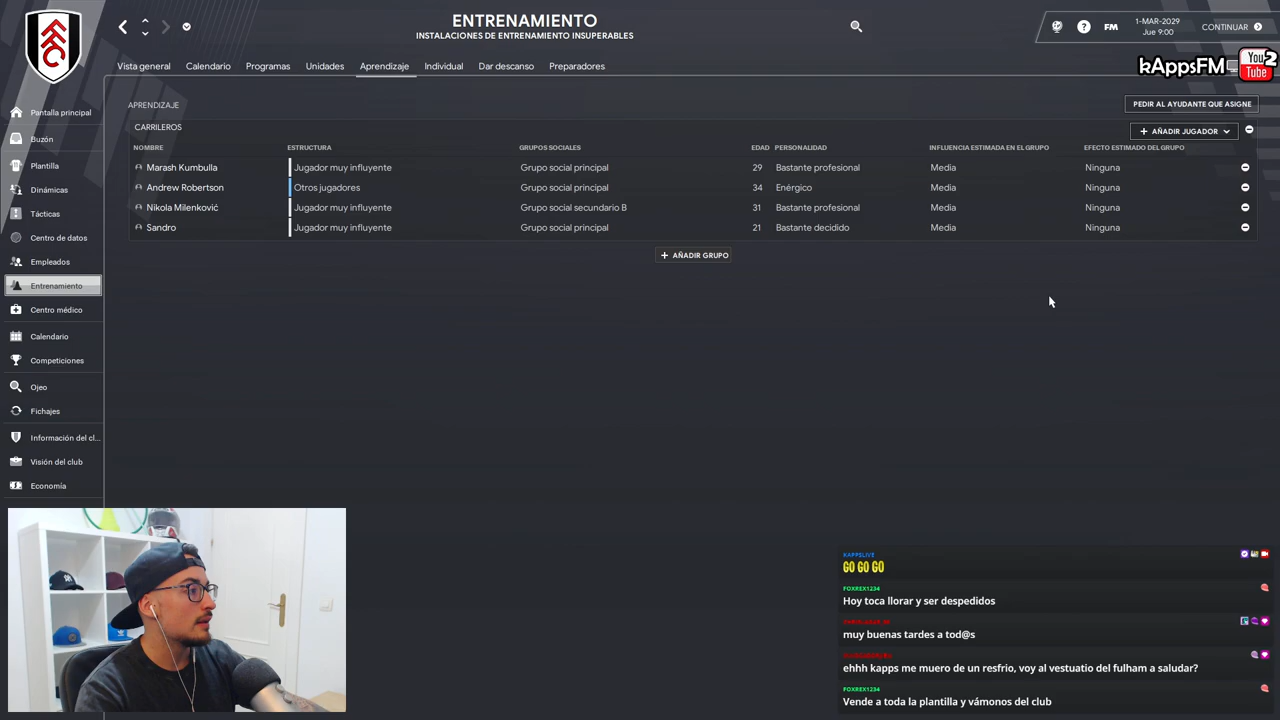 ENTRENAMIENTO
INSTALACIONES DE ENTRENAMIENTO INSUPERABLES
FM
1-MAR-2029
Jue 9:00
CONTINUAR
kAppsFM
You Tube 2
Vista general
Calendario
Programas
Unidades
Aprendizaje
Individual
Dar descanso
Preparadores
Pantalla principal
Buzón
Plantilla
Dinámicas
Tácticas
Centro de datos
Empleados
Entrenamiento
Centro médico
Calendario
Competiciones
Ojeo
Fichajes
Información del cl...
Visión del club
Economía
APRENDIZAJE
PEDIR AL AYUDANTE QUE ASIGNE
CARRILEROS
+ AÑADIR JUGADOR
NOMBRE ESTRUCTURA GRUPOS SOCIALES EDAD PERSONALIDAD INFLUENCIA ESTIMADA EN EL GRUPO EFECTO ESTIMADO DEL GRUPO
Marash Kumbulla Jugador muy influyente Grupo social principal 29 Bastante profesional Media Ninguna
Andrew Robertson Otros jugadores Grupo social principal 34 Enérgico Media Ninguna
Nikola Milenković Jugador muy influyente Grupo social secundario B 31 Bastante profesional Media Ninguna
Sandro Jugador muy influyente Grupo social principal 21 Bastante decidido Media Ninguna
+ AÑADIR GRUPO
KAPPSLIVE
GO GO GO
FOXREX1234
Hoy toca llorar y ser despedidos
muy buenas tardes a tod@s
ehhh kapps me muero de un resfrio, voy al vestuatio del fulham a saludar?
FOXREX1234
Vende a toda la plantilla y vámonos del club